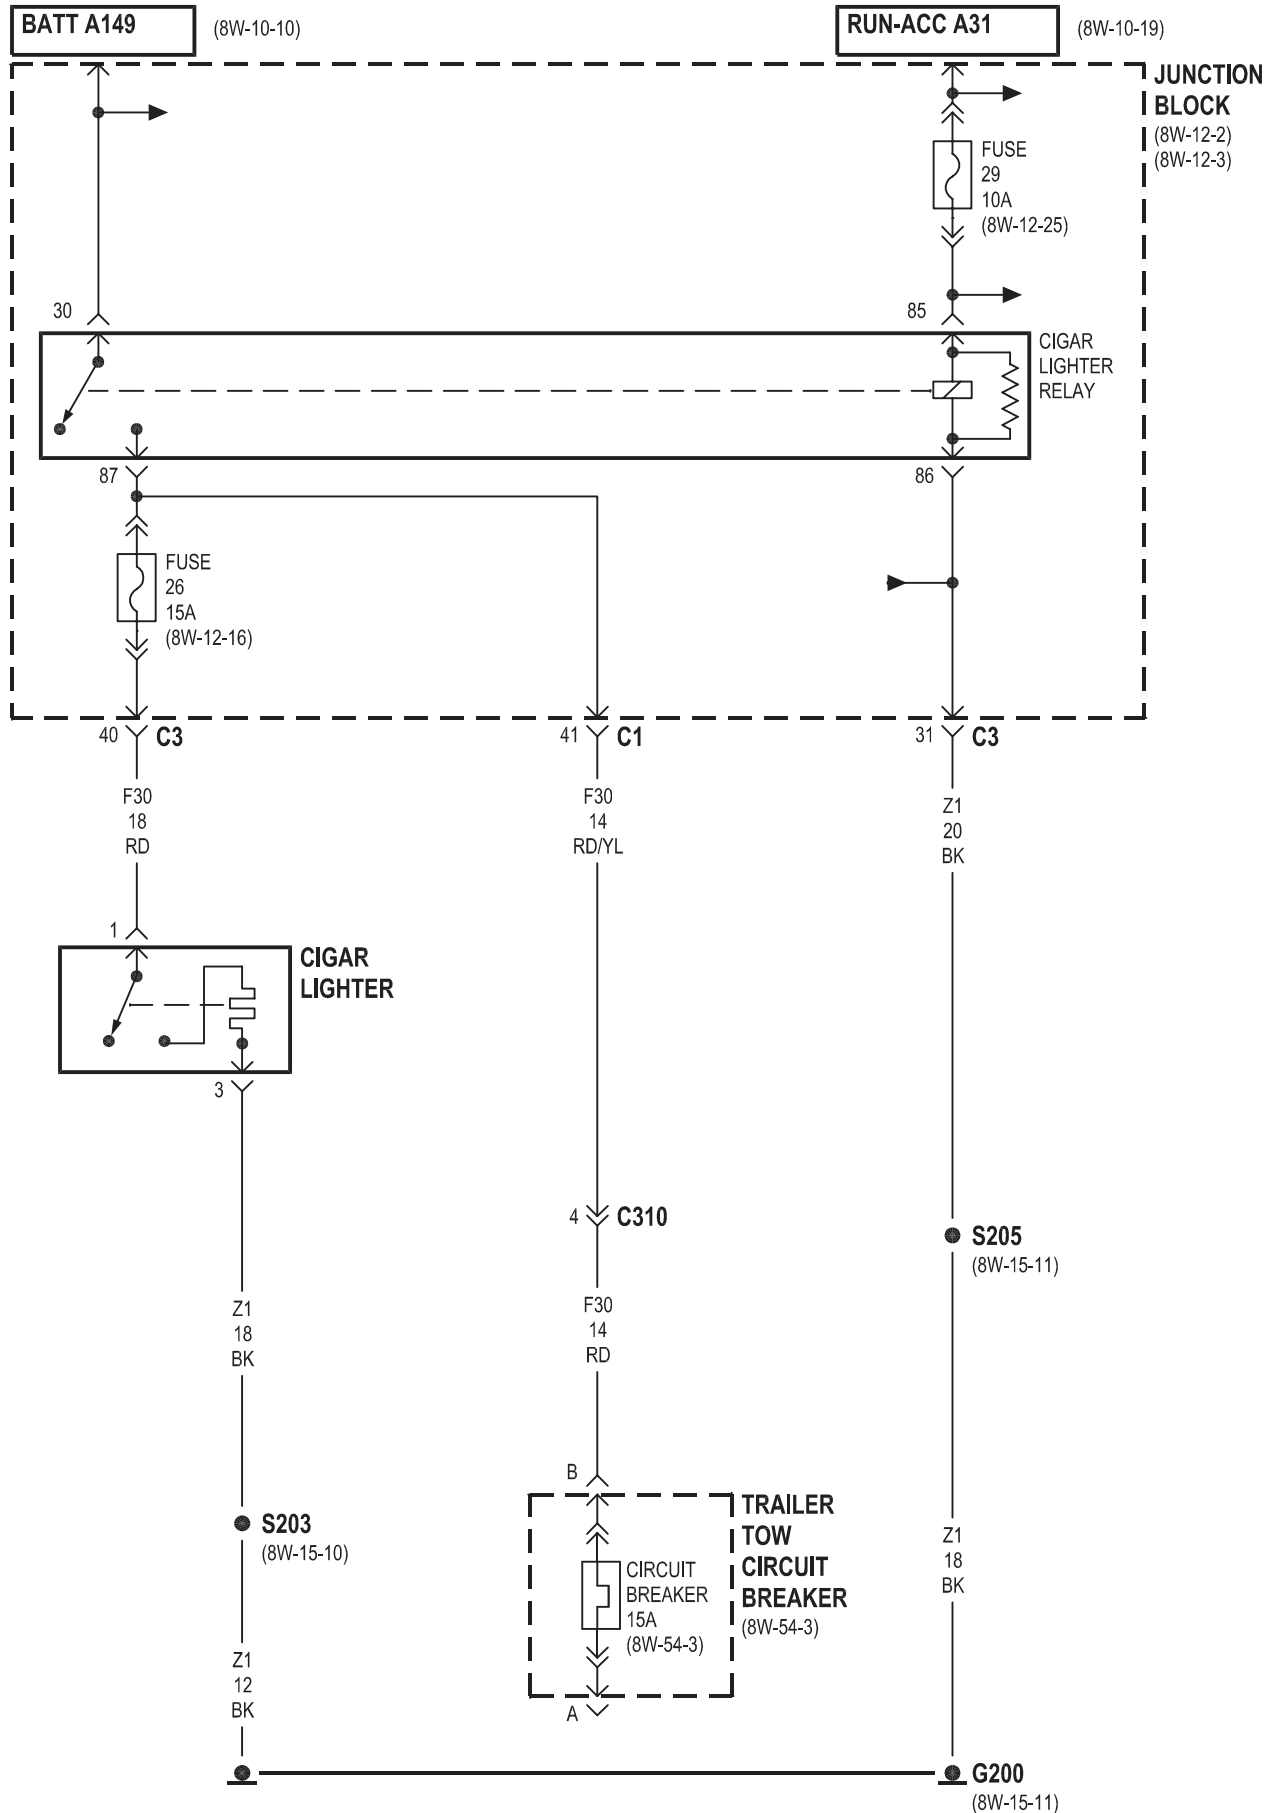 BATT A149 (8W-10-10)
RUN-ACC A31 (8W-10-19)
JUNCTION
BLOCK
(8W-12-2)
(8W-12-3)
FUSE
29
10A
(8W-12-25)
30
85
CIGAR
LIGHTER
RELAY
87
86
FUSE
26
15A
(8W-12-16)
40 C3
41 C1
31 C3
F30
18
RD
F30
14
RD/YL
Z1
20
BK
1
CIGAR
LIGHTER
3
4 C310
S205
(8W-15-11)
Z1
18
BK
F30
14
RD
B
S203
(8W-15-10)
TRAILER
TOW
CIRCUIT
BREAKER
(8W-54-3)
CIRCUIT
BREAKER
15A
(8W-54-3)
Z1
18
BK
Z1
12
BK
A
G200
(8W-15-11)